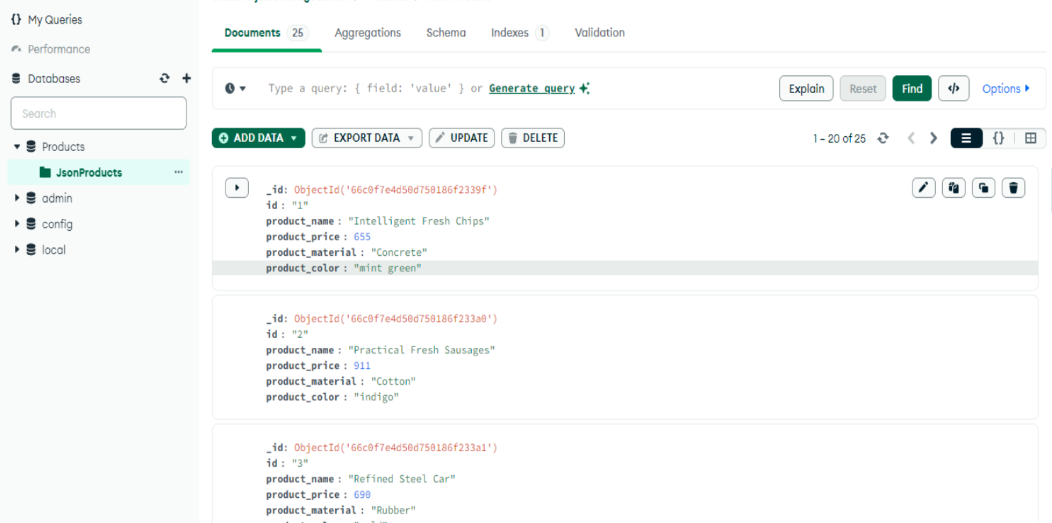 My Queries
Performance
Databases
Search
Products
JsonProducts
admin
config
local
Documents 25 Aggregations Schema Indexes 1 Validation
Type a query: { field: 'value' } or Generate query
Explain Reset Find </> Options
ADD DATA EXPORT DATA UPDATE DELETE
1 – 20 of 25 {}
_id: ObjectId('66c0f7e4d50d750186f2339f')
id : "1"
product_name : "Intelligent Fresh Chips"
product_price : 655
product_material : "Concrete"
product_color : "mint green"
_id: ObjectId('66c0f7e4d50d750186f233a0')
id : "2"
product_name : "Practical Fresh Sausages"
product_price : 911
product_material : "Cotton"
product_color : "indigo"
_id: ObjectId('66c0f7e4d50d750186f233a1')
id : "3"
product_name : "Refined Steel Car"
product_price : 690
product_material : "Rubber"